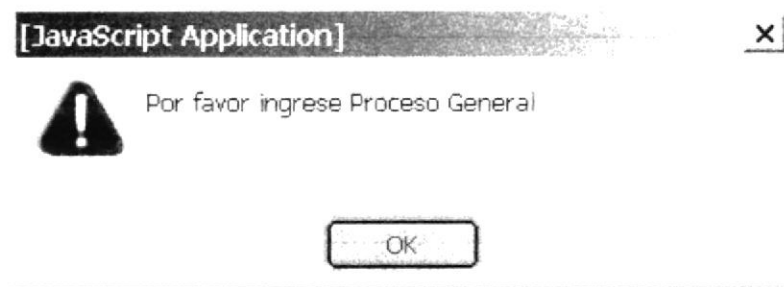 [JavaScript Application]
Por favor ingrese Proceso General
OK